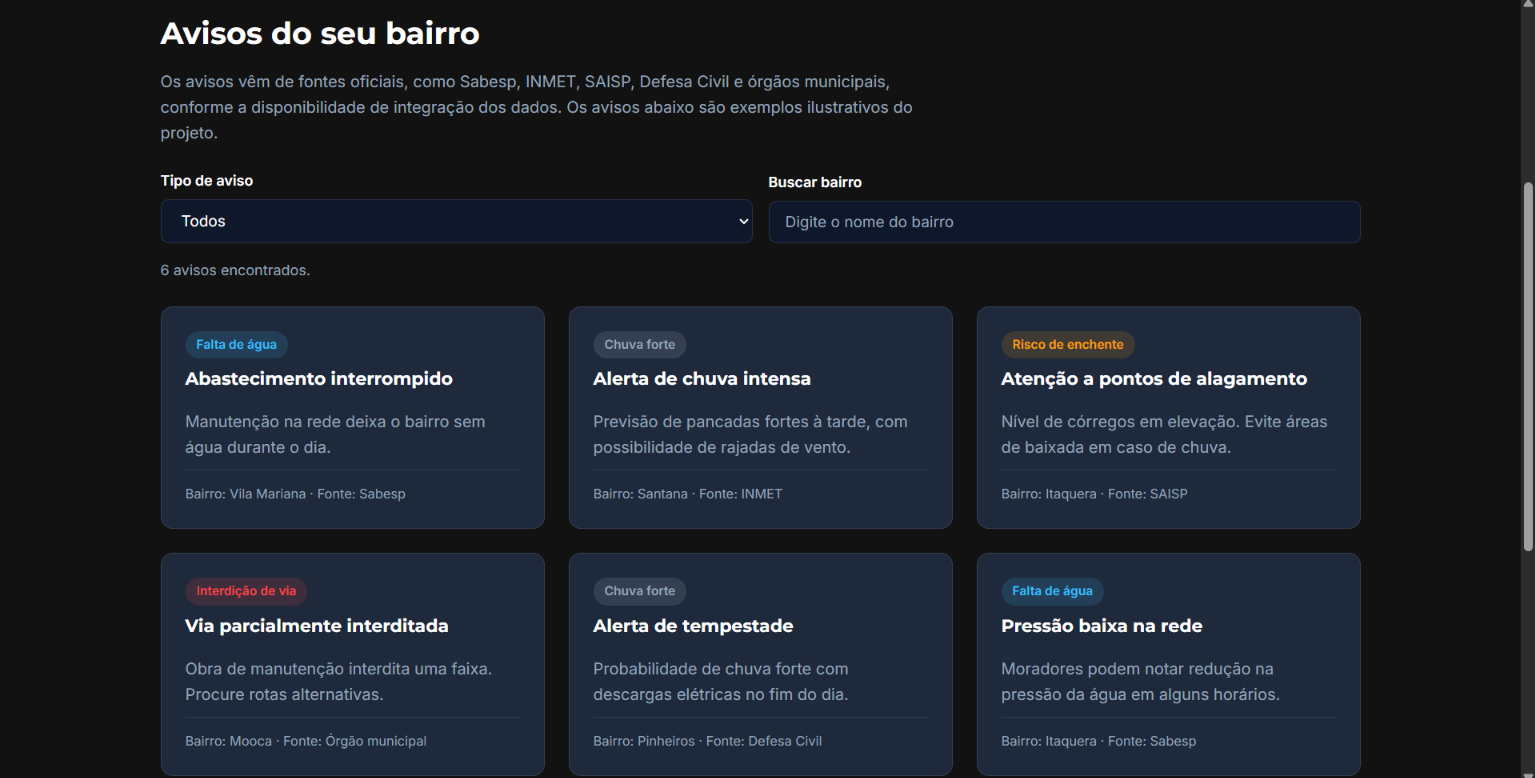 Avisos do seu bairro
Os avisos vêm de fontes oficiais, como Sabesp, INMET, SAISP, Defesa Civil e órgãos municipais,
conforme a disponibilidade de integração dos dados. Os avisos abaixo são exemplos ilustrativos do
projeto.
Tipo de aviso
Todos
Buscar bairro
Digite o nome do bairro
6 avisos encontrados.
Falta de água
Abastecimento interrompido
Manutenção na rede deixa o bairro sem
água durante o dia.
Bairro: Vila Mariana · Fonte: Sabesp
Chuva forte
Alerta de chuva intensa
Previsão de pancadas fortes à tarde, com
possibilidade de rajadas de vento.
Bairro: Santana · Fonte: INMET
Risco de enchente
Atenção a pontos de alagamento
Nível de córregos em elevação. Evite áreas
de baixada em caso de chuva.
Bairro: Itaquera · Fonte: SAISP
Interdição de via
Via parcialmente interditada
Obra de manutenção interdita uma faixa.
Procure rotas alternativas.
Bairro: Mooca · Fonte: Órgão municipal
Chuva forte
Alerta de tempestade
Probabilidade de chuva forte com
descargas elétricas no fim do dia.
Bairro: Pinheiros · Fonte: Defesa Civil
Falta de água
Pressão baixa na rede
Moradores podem notar redução na
pressão da água em alguns horários.
Bairro: Itaquera · Fonte: Sabesp